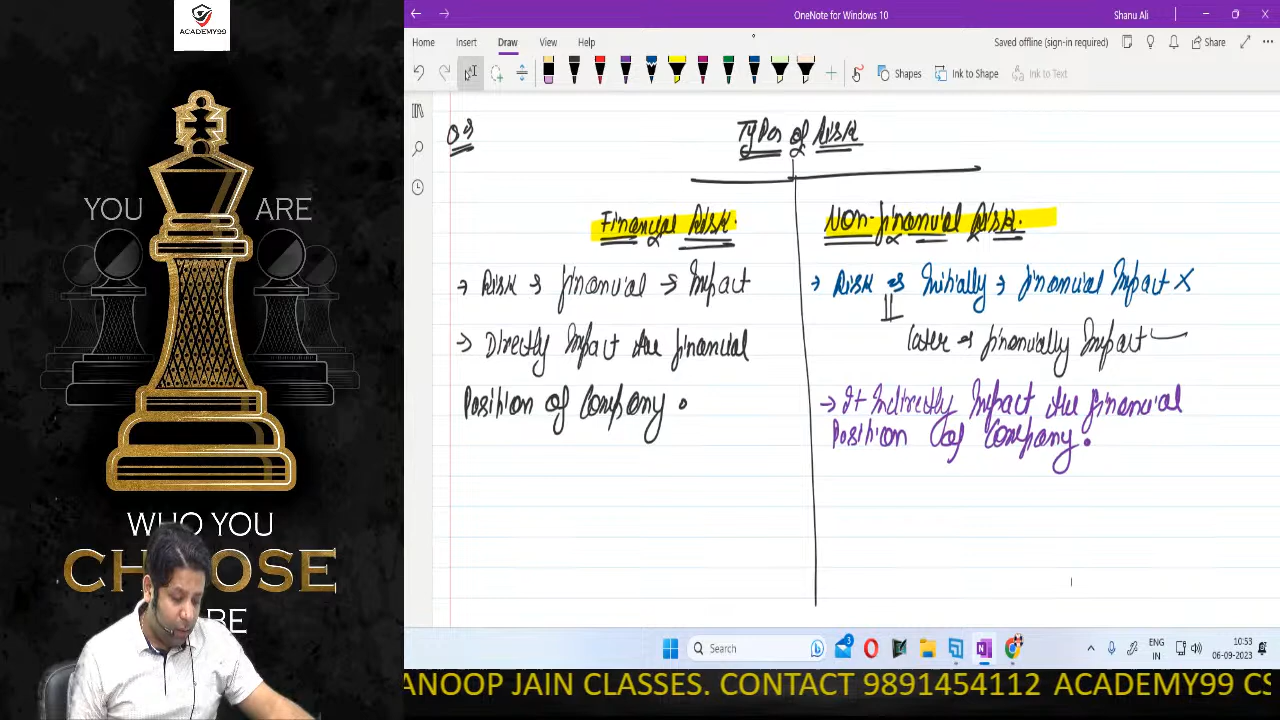 ACADEMY99
YOU ARE
WHO YOU
CHOOSE
BE
OneNote for Windows 10
Shanu Ali
Home Insert Draw View Help
Saved offline (sign-in required)
Share
Shapes
Ink to Shape
Ink to Text
Types of Risk
Financial Risk.
→ Risk → financial → Impact
→ Directly Impact the financial
Position of Company.
Non-financial Risk.
→ Risk → Initially → financial Impact X
later → financially Impact
→ It Indirectly Impact the financial
Position of Company.
Search
3
ENG
IN
10:53
06-09-2023
ANOOP JAIN CLASSES. CONTACT 9891454112 ACADEMY99 CS